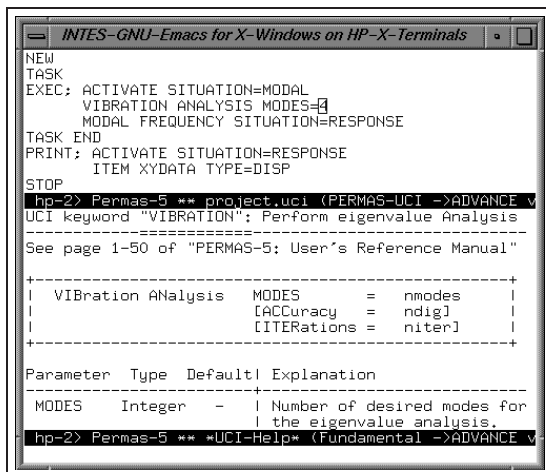 INTES-GNU-Emacs for X-Windows on HP-X-Terminals
NEW
TASK
EXEC; ACTIVATE SITUATION=MODAL
VIBRATION ANALYSIS MODES=4
MODAL FREQUENCY SITUATION=RESPONSE
TASK END
PRINT; ACTIVATE SITUATION=RESPONSE
ITEM XYDATA TYPE=DISP
STOP
hp-2> Permas-5 ** project.uci (PERMAS-UCI ->ADVANCE v
UCI keyword "VIBRATION": Perform eigenvalue Analysis
-----------============---------------------------
See page 1-50 of "PERMAS-5: User's Reference Manual"
+--------------------------------------------------+
| VIBration ANalysis MODES = nmodes |
| [ACCuracy = ndig] |
| [ITERations = niter] |
+--------------------------------------------------+
Parameter Type Default| Explanation
----------------------+---------------------------
MODES Integer - | Number of desired modes for
| the eigenvalue analysis.
hp-2> Permas-5 ** *UCI-Help* (Fundamental ->ADVANCE v